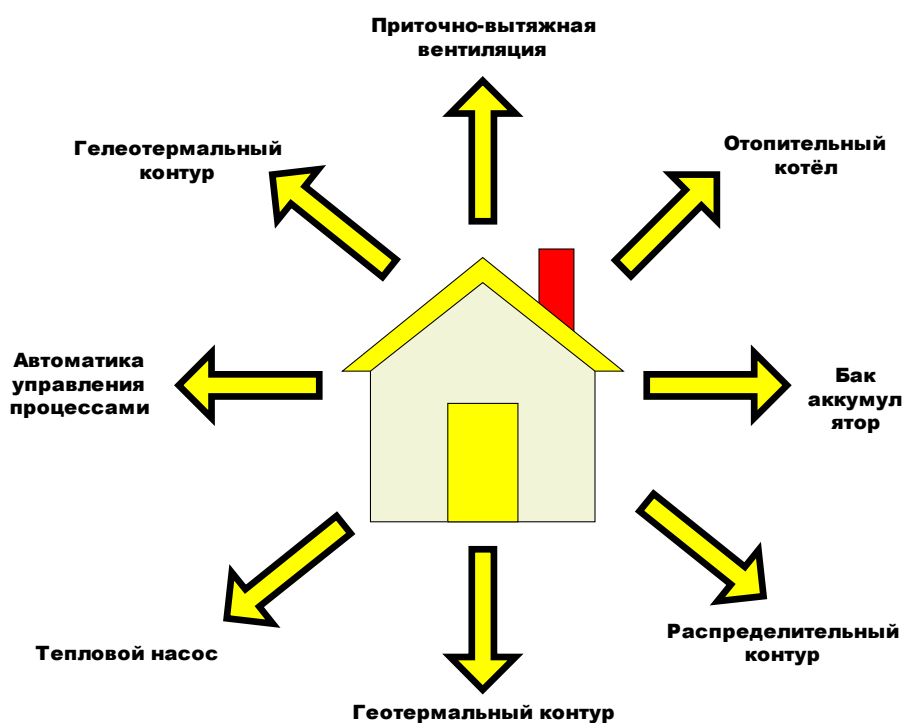 Приточно-вытяжная
вентиляция
Гелеотермальный
контур
Отопительный
котёл
Автоматика
управления
процессами
Бак
аккумул
ятор
Тепловой насос
Распределительный
контур
Геотермальный контур